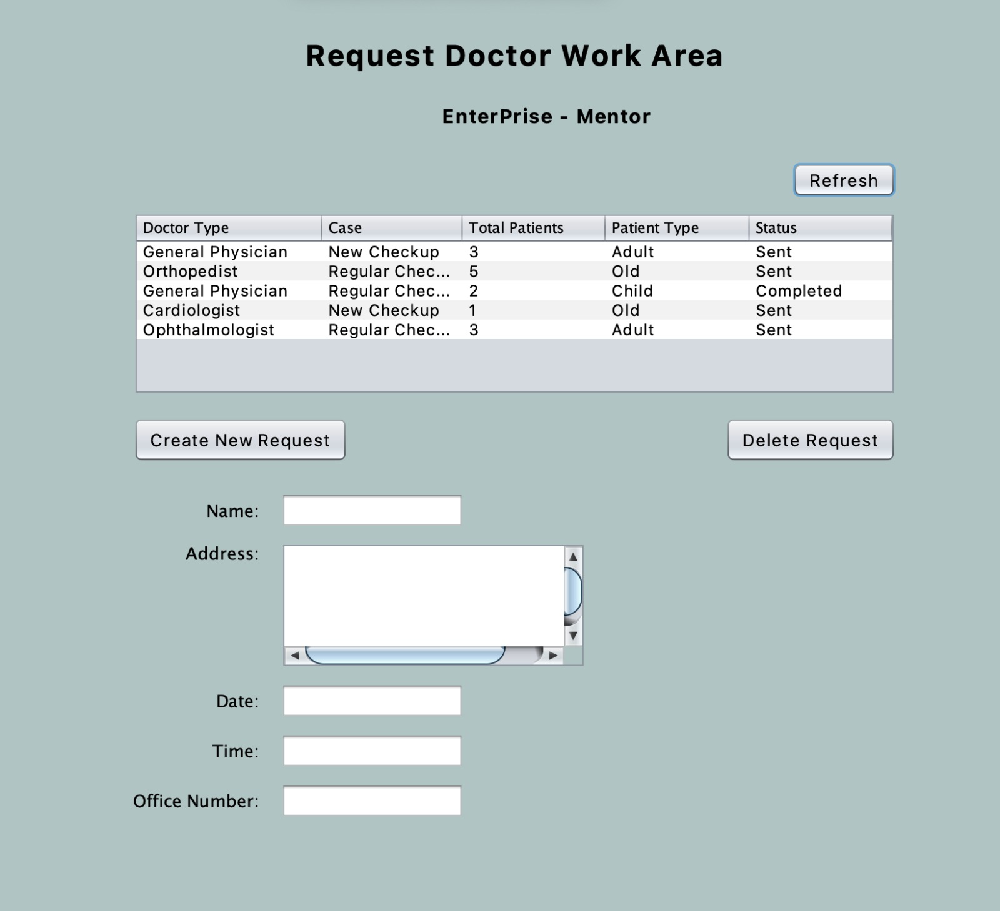 Request Doctor Work Area
EnterPrise - Mentor
Refresh
Doctor Type Case Total Patients Patient Type Status
General Physician New Checkup 3 Adult Sent
Orthopedist Regular Chec... 5 Old Sent
General Physician Regular Chec... 2 Child Completed
Cardiologist New Checkup 1 Old Sent
Ophthalmologist Regular Chec... 3 Adult Sent
Create New Request Delete Request
Name:
Address:
Date:
Time:
Office Number: